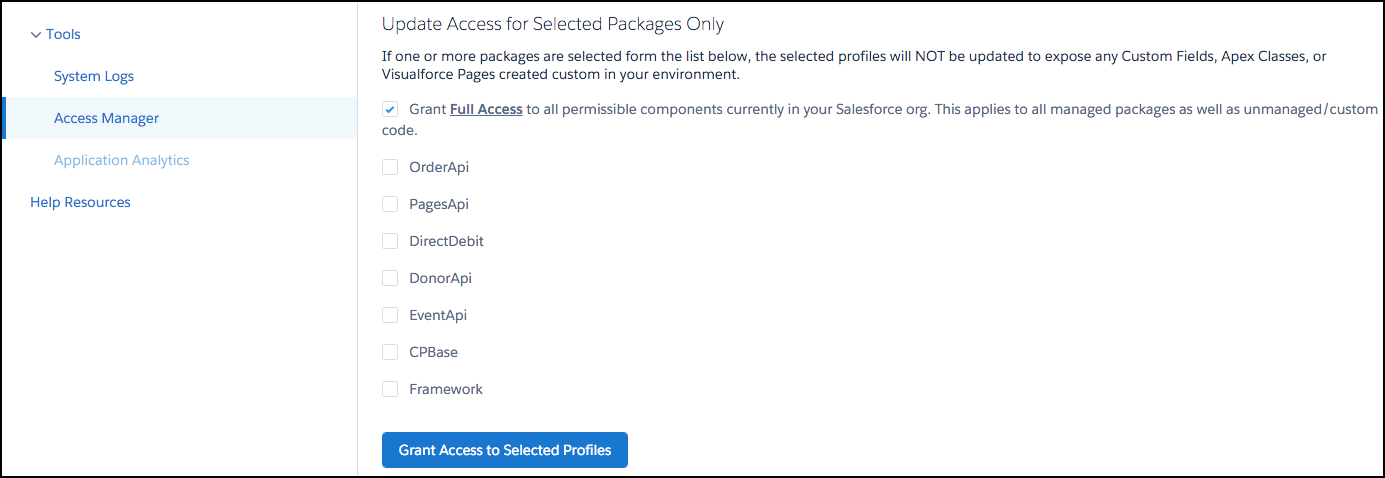 Tools
System Logs
Access Manager
Application Analytics
Help Resources
Update Access for Selected Packages Only
If one or more packages are selected form the list below, the selected profiles will NOT be updated to expose any Custom Fields, Apex Classes, or
Visualforce Pages created custom in your environment.
Grant Full Access to all permissible components currently in your Salesforce org. This applies to all managed packages as well as unmanaged/custom
code.
OrderApi
PagesApi
DirectDebit
DonorApi
EventApi
CPBase
Framework
Grant Access to Selected Profiles